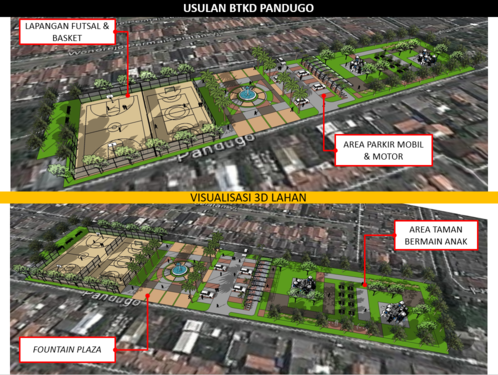 USULAN BTKD PANDUGO
LAPANGAN FUTSAL &
BASKET
Pandugo
AREA PARKIR MOBIL
& MOTOR
VISUALISASI 3D LAHAN
AREA TAMAN
BERMAIN ANAK
Pandugo
FOUNTAIN PLAZA